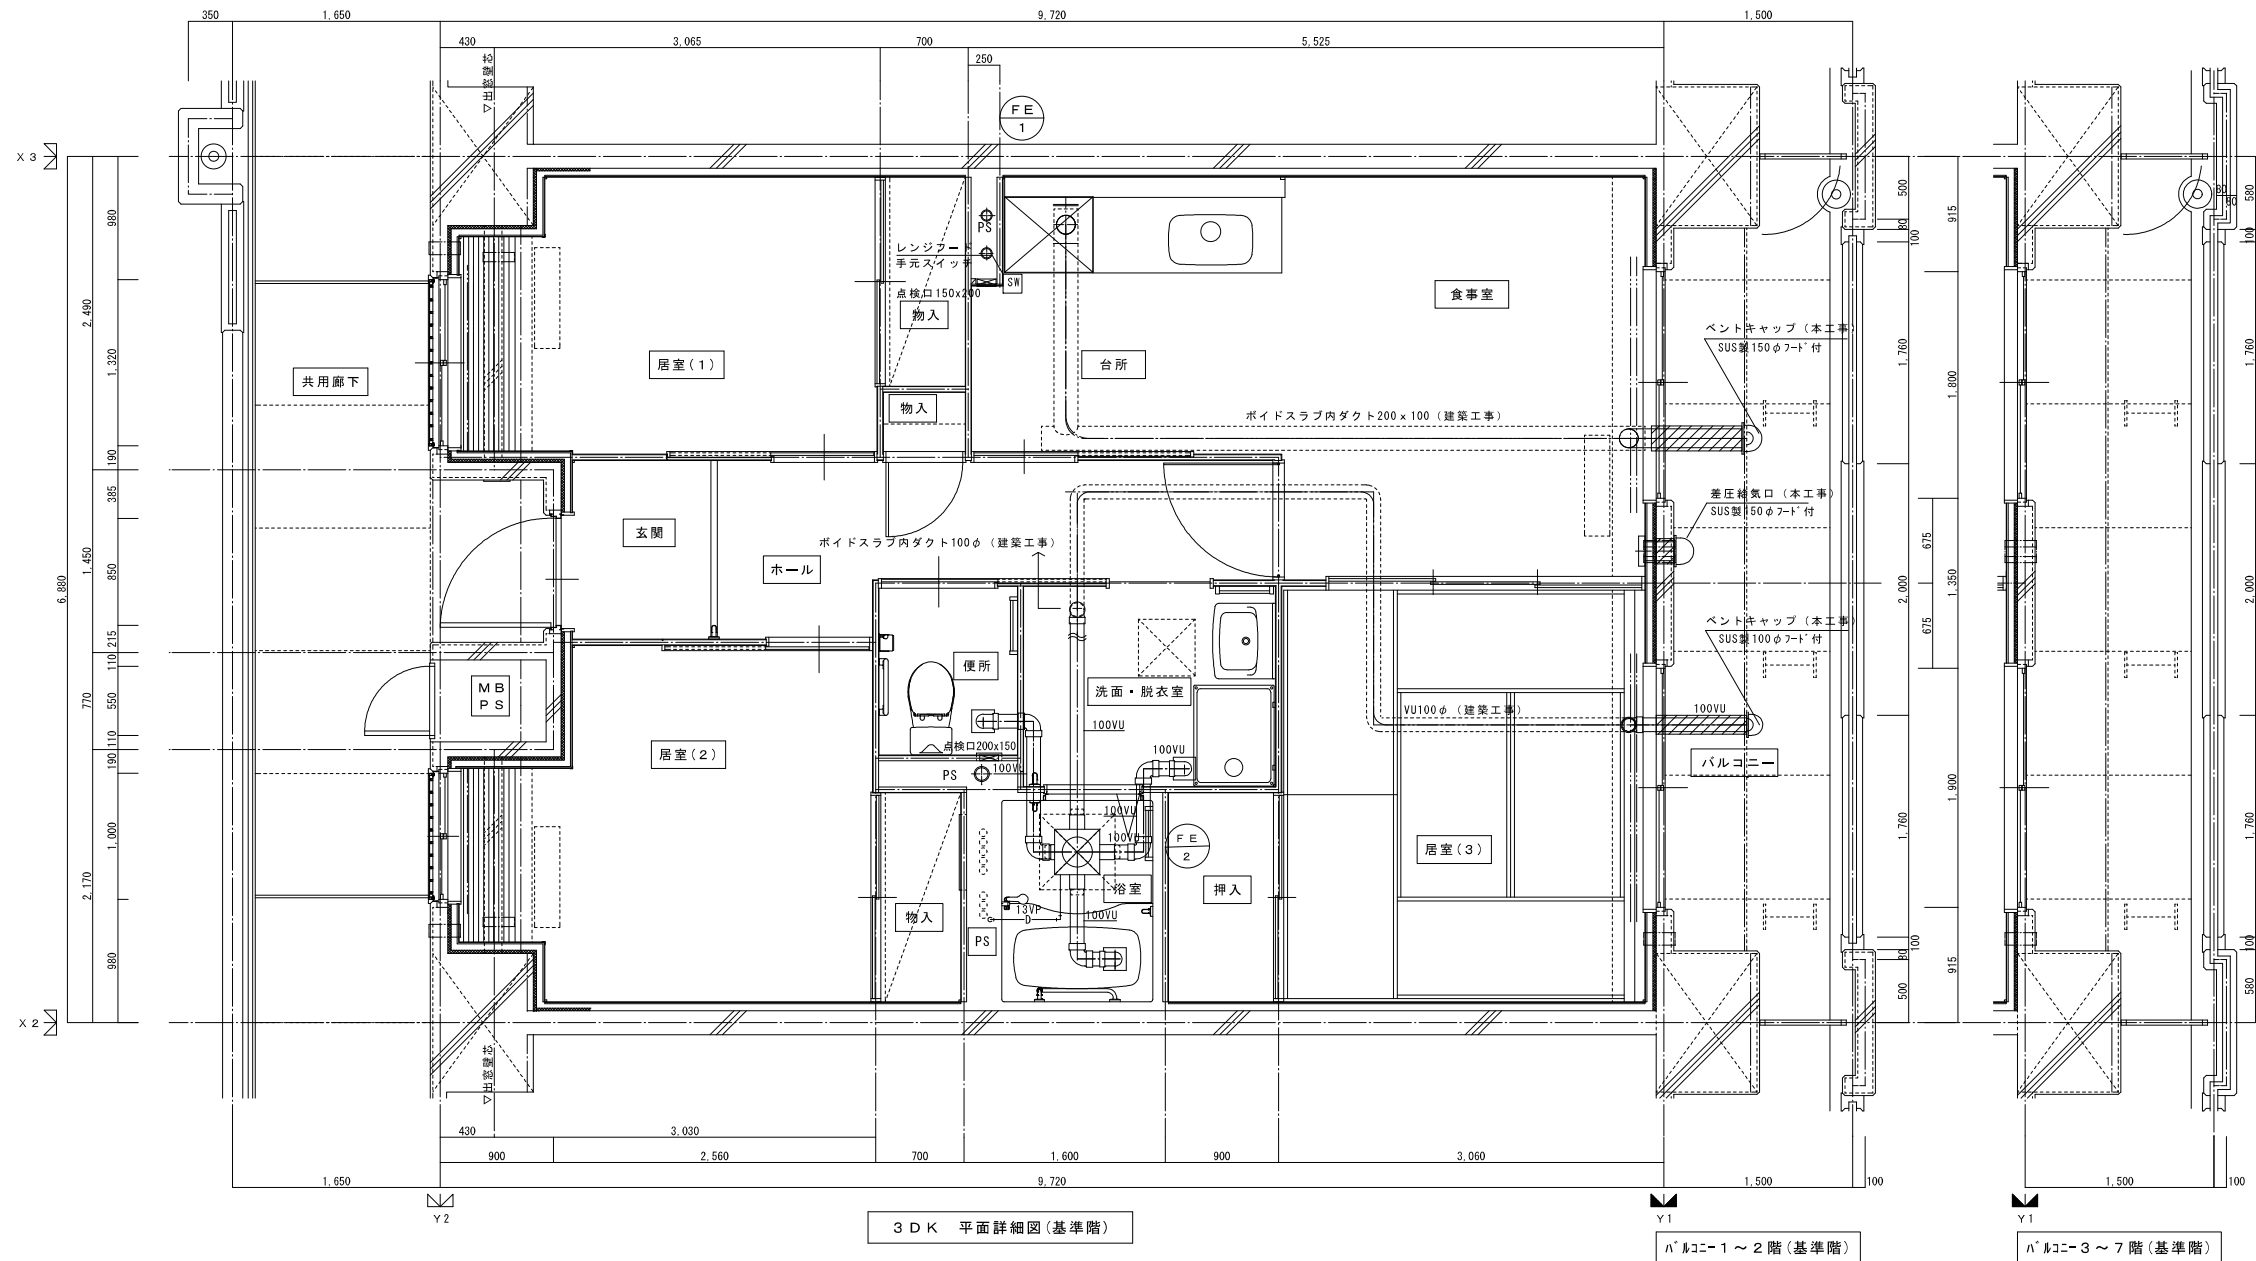 350
1,650
9,720
1,500
430
3,065
700
5,525
250
▽出窓壁芯
FE
1
X3
980
2,490
1,320
190
385
1,450
850
6,880
215
110
770
550
110
190
1,000
2,170
980
X2
共用廊下
居室(1)
レンジフード
手元スイッチ
PS
SW
点検口150x200
物入
物入
台所
食事室
ボイドスラブ内ダクト200x100 (建築工事)
ベントキャップ (本工事)
SUS製150φフード付
差圧給気口 (本工事)
SUS製150φフード付
玄関
ホール
ボイドスラブ内ダクト100φ (建築工事)
ベントキャップ (本工事)
SUS製100φフード付
MB
PS
便所
洗面・脱衣室
100VU
VU100φ (建築工事)
100VU
バルコニー
居室(2)
点検口200x150
PS
100VU
100VU
100VU
100VU
FE
2
居室(3)
浴室
押入
物入
13VP
D
100VU
PS
500
80
100
915
1,760
1,800
675
1,350
2,000
675
1,900
1,760
915
100
80
500
80
80
580
100
1,760
2,000
1,760
100
580
▽出窓壁芯
430
3,030
900
2,560
700
1,600
900
3,060
1,650
9,720
1,500
100
1,500
100
Y2
Y1
Y1
3DK 平面詳細図(基準階)
バルコニー1~2階(基準階)
バルコニー3~7階(基準階)